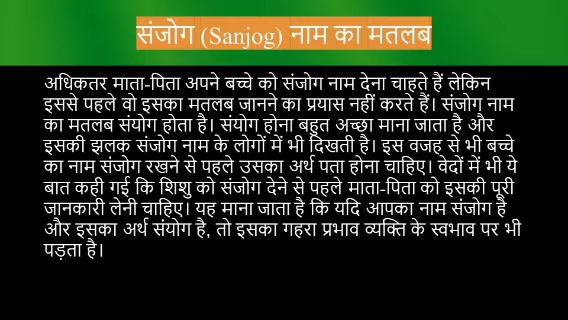 संजोग (Sanjog) नाम का मतलब
अधिकतर माता-पिता अपने बच्चे को संजोग नाम देना चाहते हैं लेकिन
इससे पहले वो इसका मतलब जानने का प्रयास नहीं करते हैं। संजोग नाम
का मतलब संयोग होता है। संयोग होना बहुत अच्छा माना जाता है और
इसकी झलक संजोग नाम के लोगों में भी दिखती है। इस वजह से भी बच्चे
का नाम संजोग रखने से पहले उसका अर्थ पता होना चाहिए। वेदों में भी ये
बात कही गई कि शिशु को संजोग देने से पहले माता-पिता को इसकी पूरी
जानकारी लेनी चाहिए। यह माना जाता है कि यदि आपका नाम संजोग है
और इसका अर्थ संयोग है, तो इसका गहरा प्रभाव व्यक्ति के स्वभाव पर भी
पड़ता है।